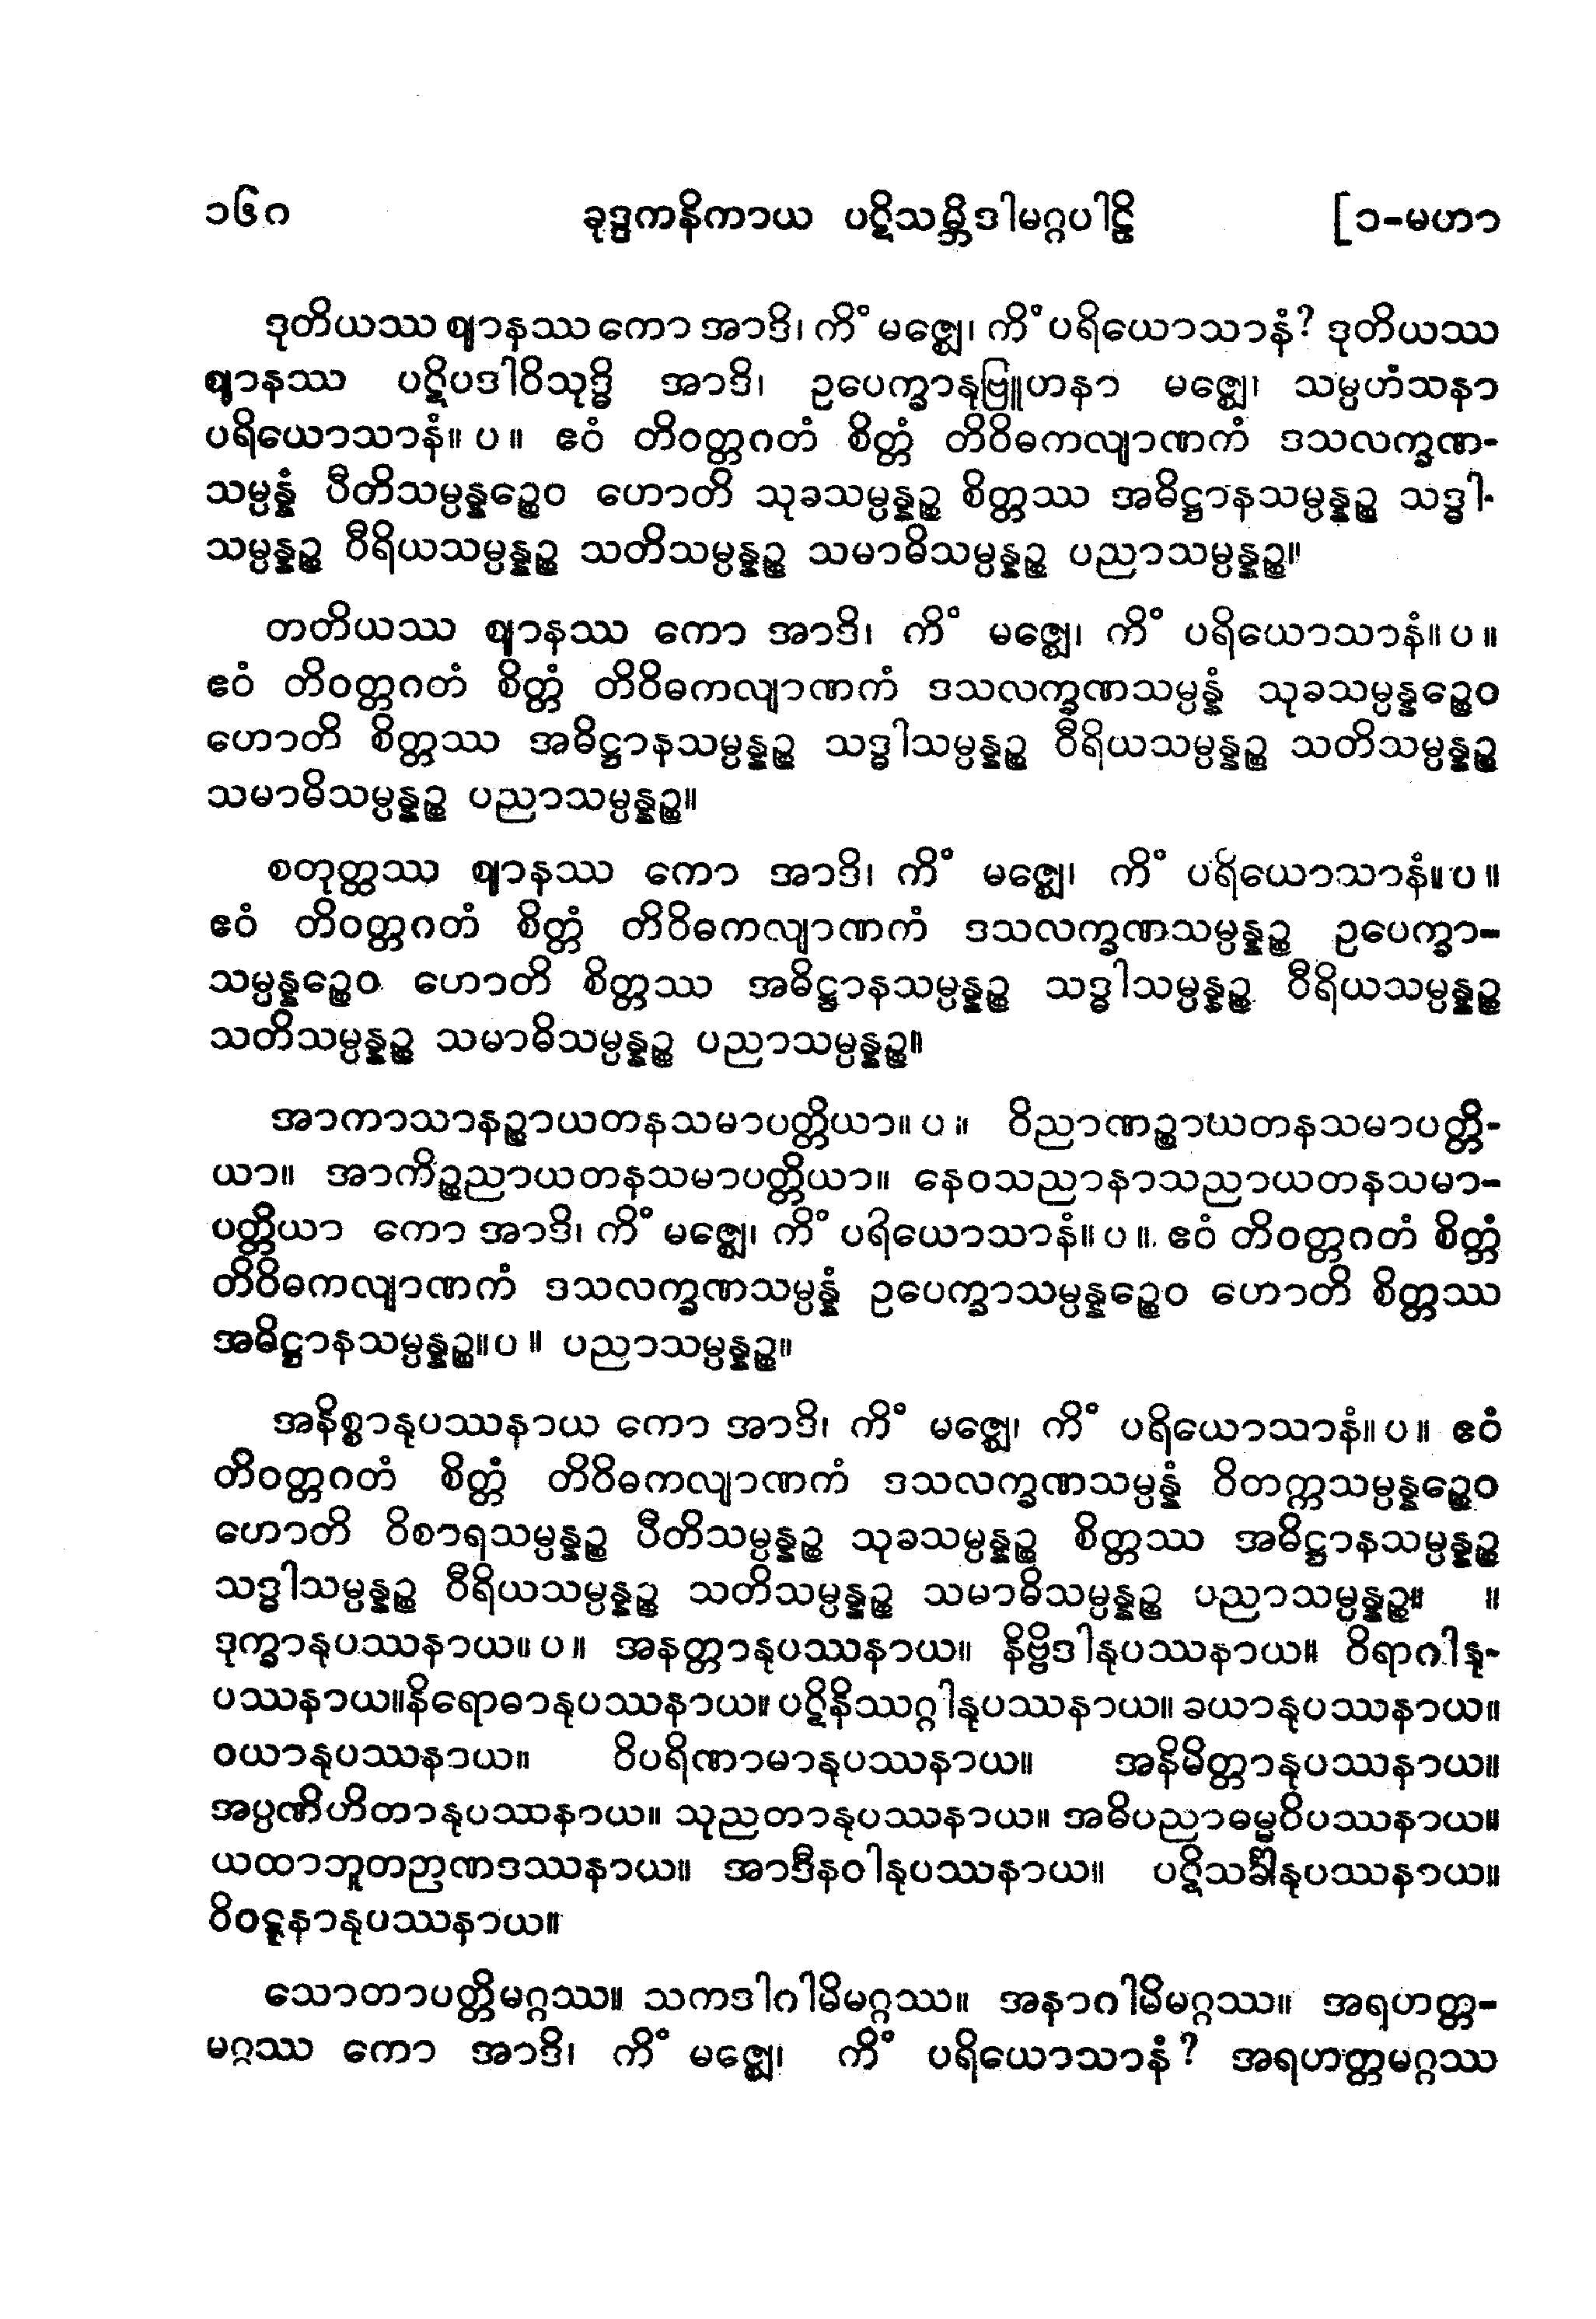 ၁၆၈ ခုဒ္ဒကနိကာယ ပဋိသမ္ဘိဒါမဂ္ဂပါဠိ [၁-မဟာ
ဒုတိယဿ ဈာနဿ ကော အာဒိ၊ ကိံ မဇ္ဈေ၊ ကိံ ပရိယောသာနံ? ဒုတိယဿ
ဈာနဿ ပဋိပဒါဝိသုဒ္ဓိ အာဒိ၊ ဥပေက္ခာနုဗြူဟနာ မဇ္ဈေ၊ သမ္ပဟံသနာ
ပရိယောသာနံ။ ပ ။ ဧဝံ တိဝတ္တဂတံ စိတ္တံ တိဝိဓကလျာဏကံ ဒသလက္ခဏ-
သမ္ပန္နံ ပီတိသမ္ပန္နဉ္စေဝ ဟောတိ သုခသမ္ပန္နဉ္စ စိတ္တဿ အဓိဋ္ဌာနသမ္ပန္နဉ္စ သဒ္ဓါ-
သမ္ပန္နဉ္စ ဝီရိယသမ္ပန္နဉ္စ သတိသမ္ပန္နဉ္စ သမာဓိသမ္ပန္နဉ္စ ပညာသမ္ပန္နဉ္စ။
တတိယဿ ဈာနဿ ကော အာဒိ၊ ကိံ မဇ္ဈေ၊ ကိံ ပရိယောသာနံ။ ပ ။
ဧဝံ တိဝတ္တဂတံ စိတ္တံ တိဝိဓကလျာဏကံ ဒသလက္ခဏသမ္ပန္နံ သုခသမ္ပန္နဉ္စေဝ
ဟောတိ စိတ္တဿ အဓိဋ္ဌာနသမ္ပန္နဉ္စ သဒ္ဓါသမ္ပန္နဉ္စ ဝီရိယသမ္ပန္နဉ္စ သတိသမ္ပန္နဉ္စ
သမာဓိသမ္ပန္နဉ္စ ပညာသမ္ပန္နဉ္စ။
စတုတ္ထဿ ဈာနဿ ကော အာဒိ၊ ကိံ မဇ္ဈေ၊ ကိံ ပရိယောသာနံ။ ပ ။
ဧဝံ တိဝတ္တဂတံ စိတ္တံ တိဝိဓကလျာဏကံ ဒသလက္ခဏသမ္ပန္နဉ္စ ဥပေက္ခာ-
သမ္ပန္နဉ္စေဝ ဟောတိ စိတ္တဿ အဓိဋ္ဌာနသမ္ပန္နဉ္စ သဒ္ဓါသမ္ပန္နဉ္စ ဝီရိယသမ္ပန္နဉ္စ
သတိသမ္ပန္နဉ္စ သမာဓိသမ္ပန္နဉ္စ ပညာသမ္ပန္နဉ္စ။
အာကာသာနဉ္စာယတနသမာပတ္တိယာ။ ပ ။ ဝိညာဏဉ္စာယတနသမာပတ္တိ-
ယာ။ အာကိဉ္စညာယတနသမာပတ္တိယာ။ နေဝသညာနာသညာယတနသမာ-
ပတ္တိယာ ကော အာဒိ၊ ကိံ မဇ္ဈေ၊ ကိံ ပရိယောသာနံ။ ပ ။ ဧဝံ တိဝတ္တဂတံ စိတ္တံ
တိဝိဓကလျာဏကံ ဒသလက္ခဏသမ္ပန္နံ ဥပေက္ခာသမ္ပန္နဉ္စေဝ ဟောတိ စိတ္တဿ
အဓိဋ္ဌာနသမ္ပန္နဉ္စ။ ပ ။ ပညာသမ္ပန္နဉ္စ။
အနိစ္စာနုပဿနာယ ကော အာဒိ၊ ကိံ မဇ္ဈေ၊ ကိံ ပရိယောသာနံ။ ပ ။ ဧဝံ
တိဝတ္တဂတံ စိတ္တံ တိဝိဓကလျာဏကံ ဒသလက္ခဏသမ္ပန္နံ ဝိတက္ကသမ္ပန္နဉ္စေဝ
ဟောတိ ဝိစာရသမ္ပန္နဉ္စ ပီတိသမ္ပန္နဉ္စ သုခသမ္ပန္နဉ္စ စိတ္တဿ အဓိဋ္ဌာနသမ္ပန္နဉ္စ
သဒ္ဓါသမ္ပန္နဉ္စ ဝီရိယသမ္ပန္နဉ္စ သတိသမ္ပန္နဉ္စ သမာဓိသမ္ပန္နဉ္စ ပညာသမ္ပန္နဉ္စ။ ။
ဒုက္ခာနုပဿနာယ။ ပ ။ အနတ္တာနုပဿနာယ။ နိဗ္ဗိဒါနုပဿနာယ။ ဝိရာဂါနု-
ပဿနာယ။ နိရောဓာနုပဿနာယ။ ပဋိနိဿဂ္ဂါနုပဿနာယ။ ခယာနုပဿနာယ။
ဝယာနုပဿနာယ။ ဝိပရိဏာမာနုပဿနာယ။ အနိမိတ္တာနုပဿနာယ။
အပ္ပဏိဟိတာနုပဿနာယ။ သုညတာနုပဿနာယ။ အဓိပညာဓမ္မဝိပဿနာယ။
ယထာဘူတဉာဏဒဿနာယ။ အာဒီနဝါနုပဿနာယ။ ပဋိသင်္ခါနုပဿနာယ။
ဝိဝဋ္ဋနာနုပဿနာယ။
သောတာပတ္တိမဂ္ဂဿ။ သကဒါဂါမိမဂ္ဂဿ။ အနာဂါမိမဂ္ဂဿ။ အရဟတ္တ-
မဂ္ဂဿ ကော အာဒိ၊ ကိံ မဇ္ဈေ၊ ကိံ ပရိယောသာနံ? အရဟတ္တမဂ္ဂဿ